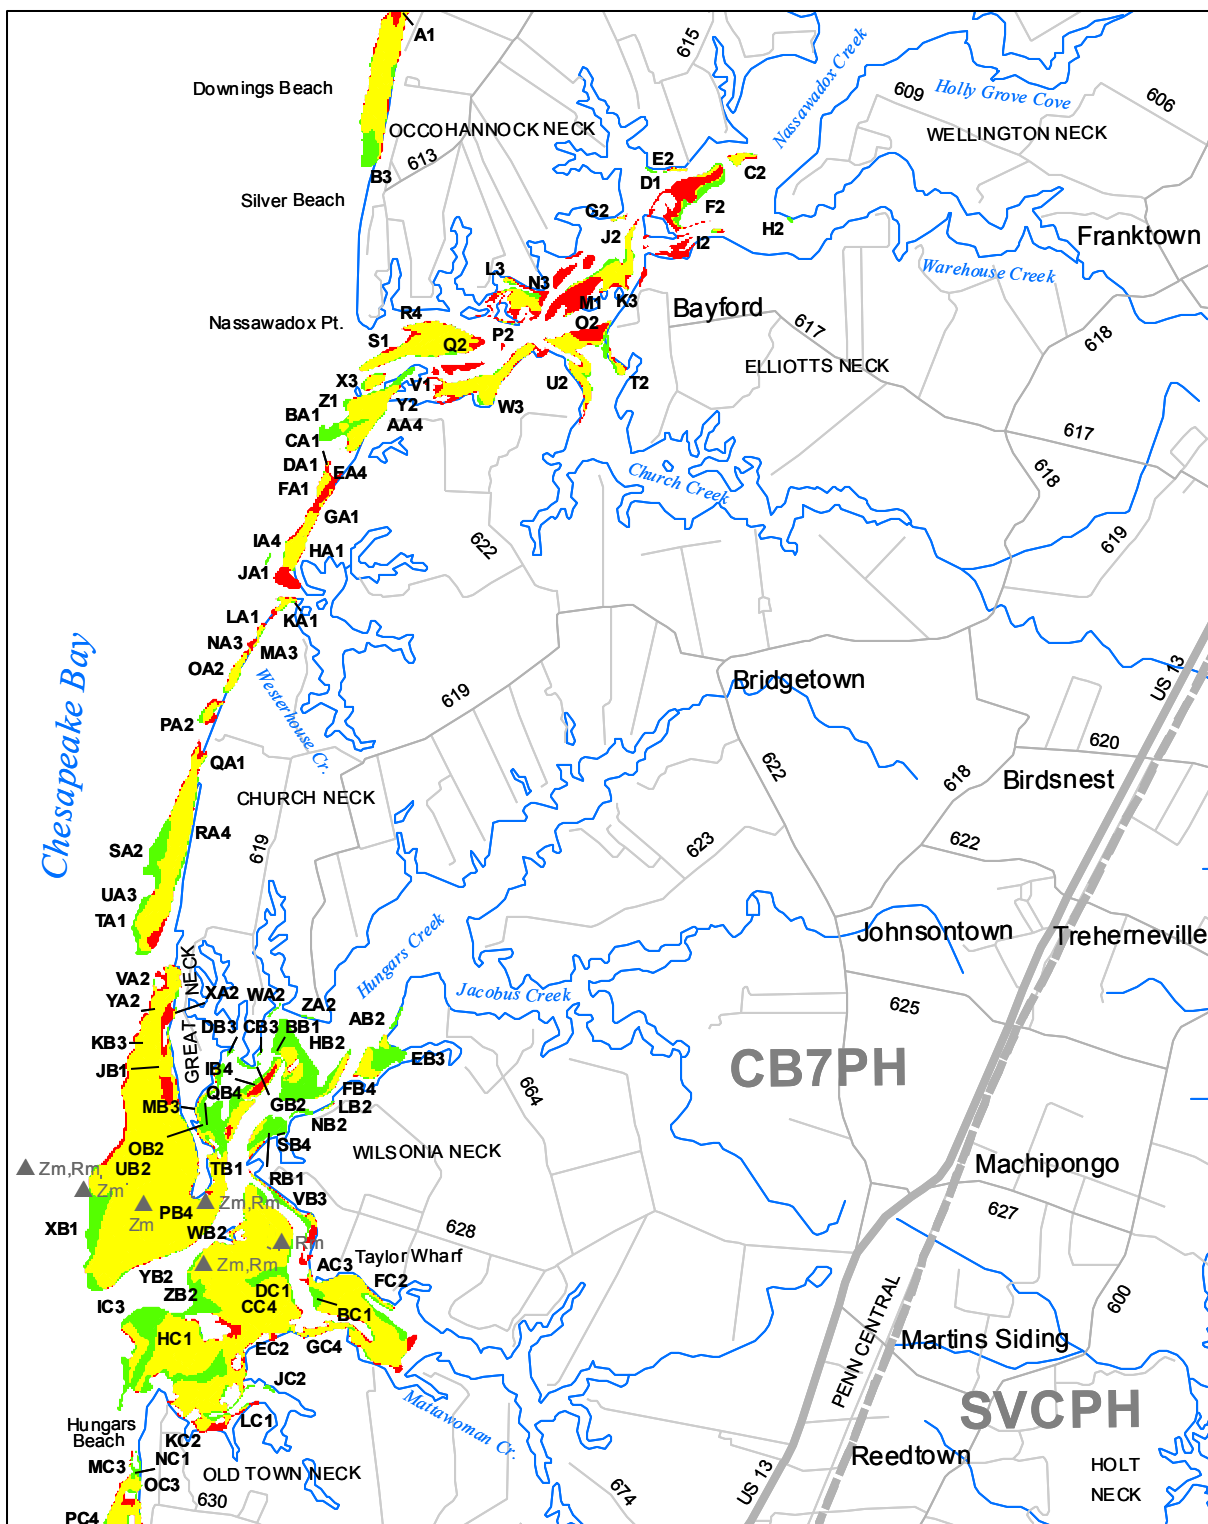 A1
615
Downings Beach
Nassawadox Creek
609
Holly Grove Cove
606
OCCOHANNOCK NECK
WELLINGTON NECK
613
B3
E2
D1
C2
Silver Beach
F2
G2
H2
J2
I2
Franktown
L3
N3
Warehouse Creek
K3
M1
Bayford
Nassawadox Pt.
R4
O2
617
618
S1
Q2
P2
ELLIOTTS NECK
X3
V1
U2
T2
Z1
Y2
W3
BA1
AA4
CA1
617
DA1
EA4
Church Creek
618
FA1
GA1
IA4
HA1
622
619
JA1
LA1
KA1
NA3
MA3
OA2
Chesapeake Bay
Westerhouse Cr.
619
Bridgetown
US 13
PA2
620
QA1
622
618
Birdsnest
CHURCH NECK
RA4
SA2
619
623
622
UA3
TA1
Johnsontown
Treherneville
Hungars Creek
GREAT NECK
VA2
XA2
WA2
Jacobus Creek
YA2
ZA2
625
DB3
CB3
BB1
AB2
KB3
HB2
EB3
JB1
IB4
CB7PH
QB4
FB4
MB3
GB2
LB2
664
NB2
OB2
SB4
WILSONIA NECK
UB2
TB1
RB1
Machipongo
Zm,Rm
Zm
VB3
PB4
Zm,Rm
Zm
XB1
WB2
Rm
628
627
Taylor Wharf
YB2
Zm,Rm
AC3
FC2
ZB2
DC1
IC3
CC4
BC1
600
PENN CENTRAL
HC1
EC2
GC4
Martins Siding
JC2
Mattawoman Cr.
LC1
SVCPH
Hungars
Beach
KC2
NC1
Reedtown
MC3
OLD TOWN NECK
HOLT
NECK
OC3
630
674
US 13
PC4